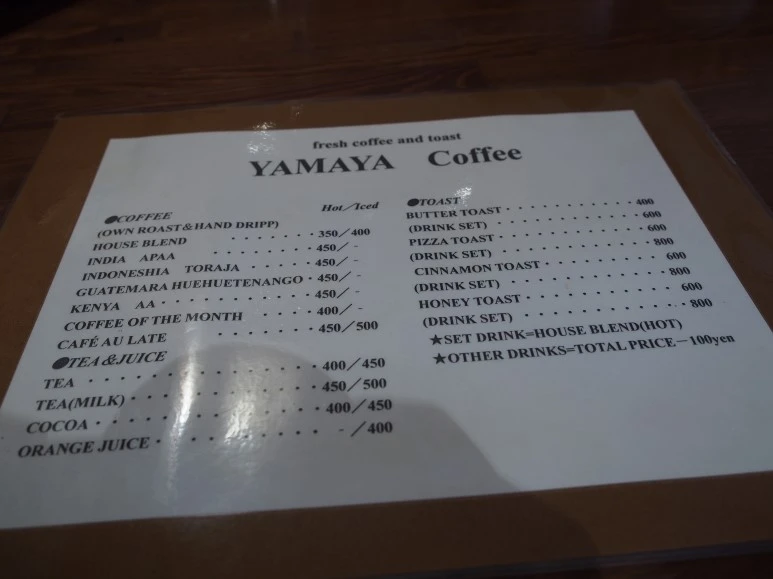 fresh coffee and toast
YAMAYA Coffee
Hot／Iced
●COFFEE
(OWN ROAST&HAND DRIPP)
HOUSE BLEND ・・・・・・350／400
INDIA APAA ・・・・・・450／-
INDONESHIA TORAJA ・・・・・450／-
GUATEMARA HUEHUETENANGO・450／-
KENYA AA・・・・・・・・・・450／-
COFFEE OF THE MONTH ・・・・400／-
CAFÉ AU LATE ・・・・・・450／500
●TEA&JUICE
TEA ・・・・・・・・・・・・400／450
TEA(MILK)・・・・・・・・・・450／500
COCOA・・・・・・・・・・・・400／450
ORANGE JUICE・・・・・・・・ -／400
●TOAST
BUTTER TOAST・・・・・・・・400
(DRINK SET)・・・・・・・・・600
PIZZA TOAST・・・・・・・・・600
(DRINK SET)・・・・・・・・・800
CINNAMON TOAST・・・・・・・600
(DRINK SET)・・・・・・・・・800
HONEY TOAST・・・・・・・・・600
(DRINK SET)・・・・・・・・・800
★SET DRINK=HOUSE BLEND(HOT)
★OTHER DRINKS=TOTAL PRICE－100yen